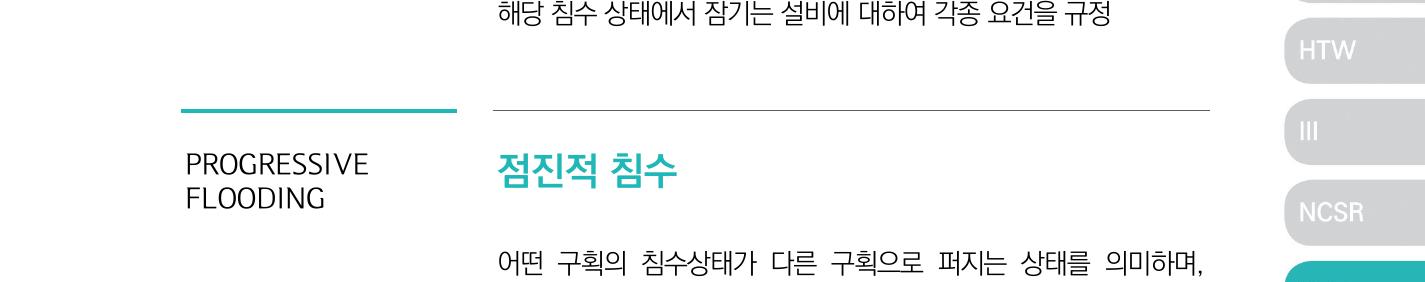 해당 침수 상태에서 잠기는 설비에 대하여 각종 요건을 규정
HTW
III
PROGRESSIVE
FLOODING
점진적 침수
NCSR
어떤 구획의 침수상태가 다른 구획으로 퍼지는 상태를 의미하며,